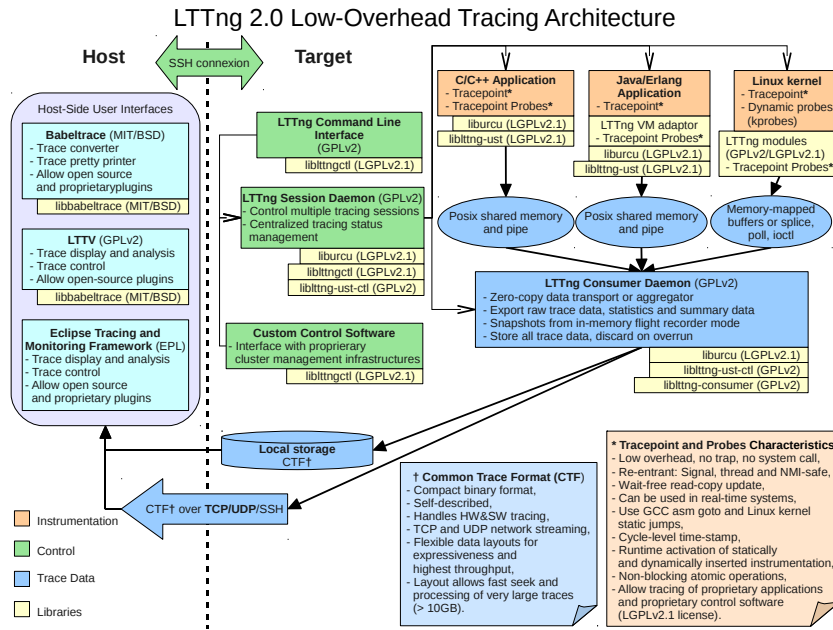 LTTng 2.0 Low-Overhead Tracing Architecture
Host
SSH connexion
Target
Host-Side User Interfaces
Babeltrace (MIT/BSD)
- Trace converter
- Trace pretty printer
- Allow open source
and proprietaryplugins
libbabeltrace (MIT/BSD)
LTTV (GPLv2)
- Trace display and analysis
- Trace control
- Allow open-source plugins
libbabeltrace (MIT/BSD)
Eclipse Tracing and
Monitoring Framework (EPL)
- Trace display and analysis
- Trace control
- Allow open source
and proprietary plugins
LTTng Command Line
Interface
(GPLv2)
liblttngctl (LGPLv2.1)
LTTng Session Daemon (GPLv2)
- Control multiple tracing sessions
- Centralized tracing status
management
liburcu (LGPLv2.1)
liblttngctl (LGPLv2.1)
liblttng-ust-ctl (GPLv2)
Custom Control Software
- Interface with proprierary
cluster management infrastructures
liblttngctl (LGPLv2.1)
C/C++ Application
- Tracepoint*
- Tracepoint Probes*
liburcu (LGPLv2.1)
liblttng-ust (LGPLv2.1)
Java/Erlang
Application
- Tracepoint*
LTTng VM adaptor
- Tracepoint Probes*
liburcu (LGPLv2.1)
liblttng-ust (LGPLv2.1)
Linux kernel
- Tracepoint*
- Dynamic probes
(kprobes)
LTTng modules
(GPLv2/LGPLv2.1)
- Tracepoint Probes*
Posix shared memory
and pipe
Posix shared memory
and pipe
Memory-mapped
buffers or splice,
poll, ioctl
LTTng Consumer Daemon (GPLv2)
- Zero-copy data transport or aggregator
- Export raw trace data, statistics and summary data
- Snapshots from in-memory flight recorder mode
- Store all trace data, discard on overrun
liburcu (LGPLv2.1)
liblttng-ust-ctl (GPLv2)
liblttng-consumer (GPLv2)
Local storage
CTF†
CTF† over TCP/UDP/SSH
Instrumentation
Control
Trace Data
Libraries
† Common Trace Format (CTF)
- Compact binary format,
- Self-described,
- Handles HW&SW tracing,
- TCP and UDP network streaming,
- Flexible data layouts for
expressiveness and
highest throughput,
- Layout allows fast seek and
processing of very large traces
(> 10GB).
* Tracepoint and Probes Characteristics
- Low overhead, no trap, no system call,
- Re-entrant: Signal, thread and NMI-safe,
- Wait-free read-copy update,
- Can be used in real-time systems,
- Use GCC asm goto and Linux kernel
static jumps,
- Cycle-level time-stamp,
- Runtime activation of statically
and dynamically inserted instrumentation,
- Non-blocking atomic operations,
- Allow tracing of proprietary applications
and proprietary control software
(LGPLv2.1 license).